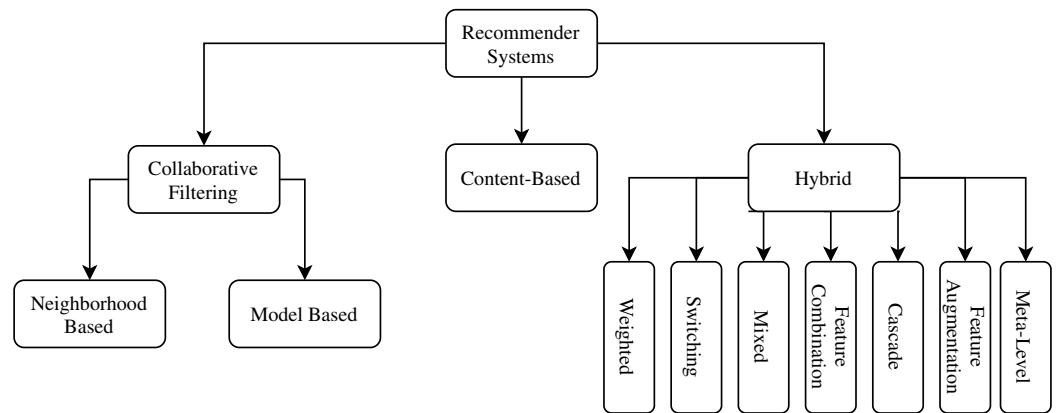 Recommender
Systems
Collaborative
Filtering
Content-Based
Hybrid
Neighborhood
Based
Model Based
Weighted
Switching
Mixed
Feature
Combination
Cascade
Feature
Augmentation
Meta-Level